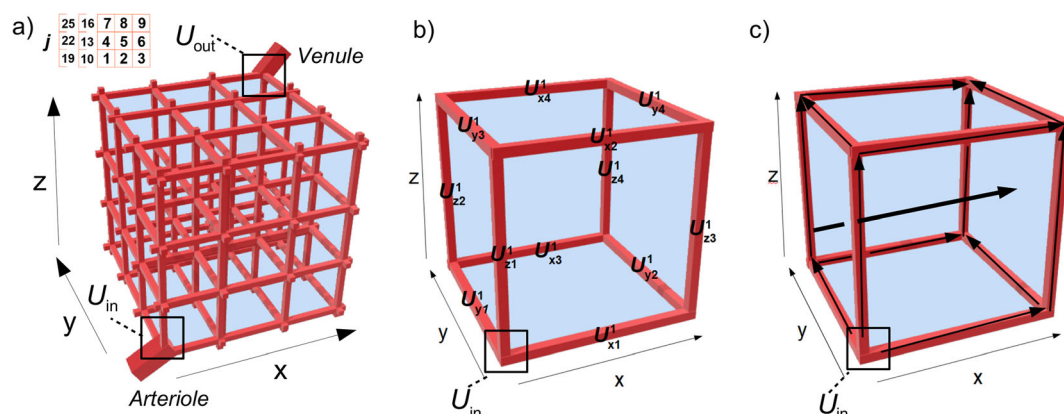 a)
j
25 16 7 8 9
22 13 4 5 6
19 10 1 2 3
U_out
Venule
z
y
x
U_in
Arteriole
b)
U^1_x4
U^1_y4
U^1_y3
U^1_x2
U^1_z4
z
U^1_z2
U^1_z3
U^1_z1
U^1_x3
U^1_y2
U^1_y1
U^1_x1
y
x
U_in
c)
z
y
x
U_in